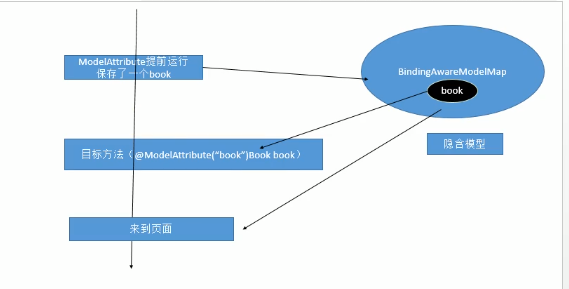 ModelAttribute提前运行
保存了一个book
BindingAwareModelMap
book
目标方法（@ModelAttribute(“book”)Book book）
隐含模型
来到页面